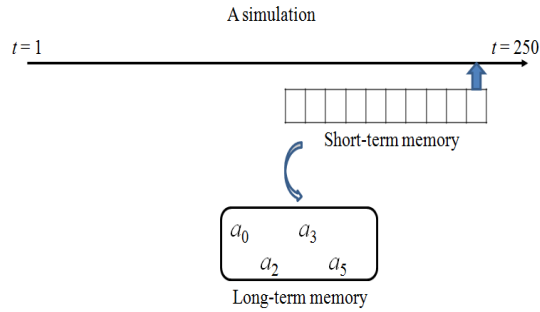 A simulation
t = 1 t = 250
Short-term memory
a₀ a₃
a₂ a₅
Long-term memory